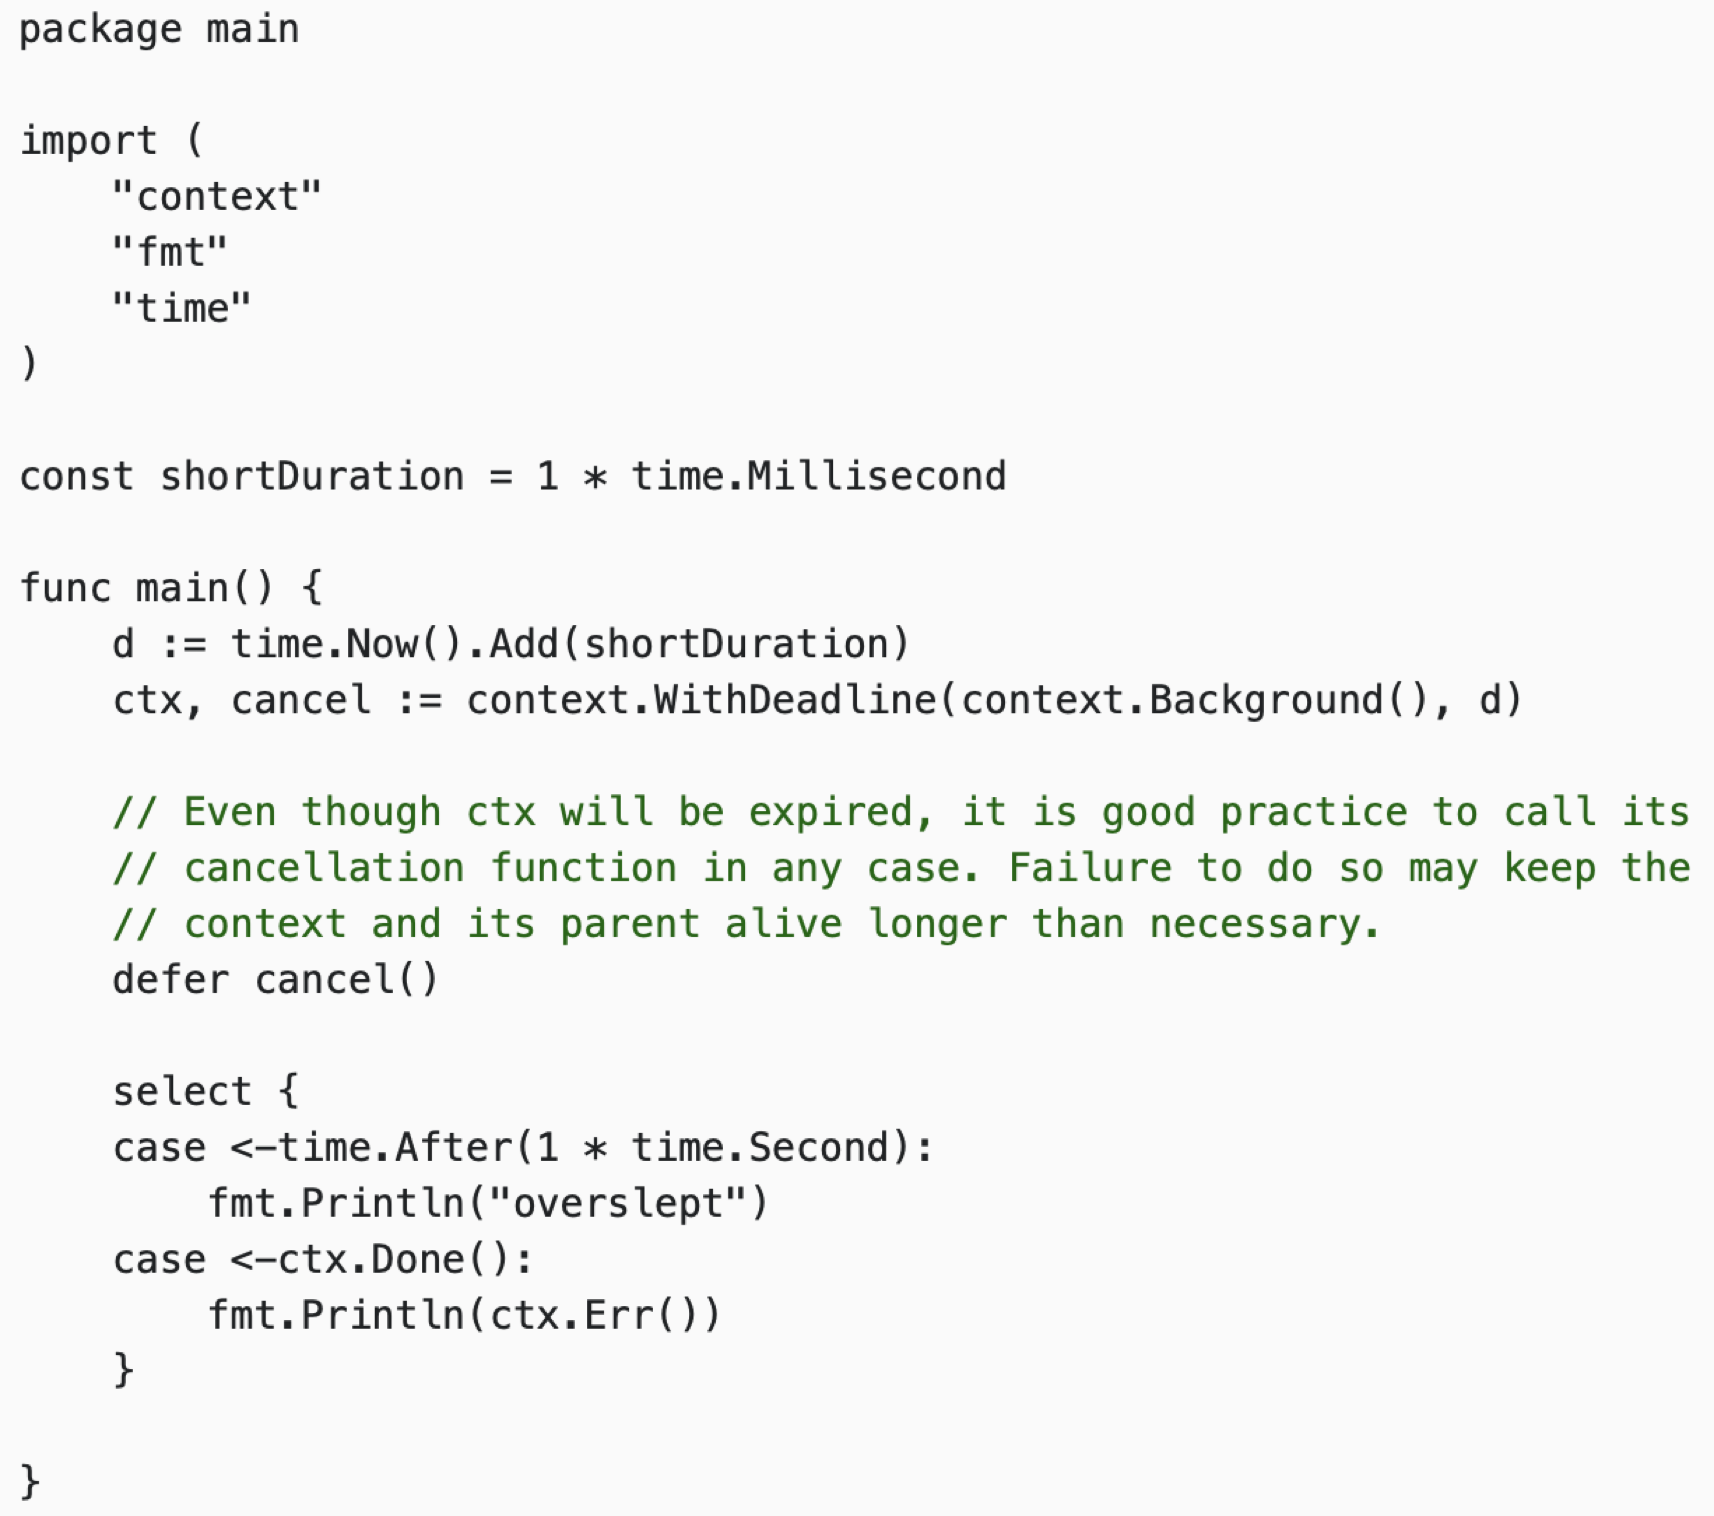 package main

import (
    "context"
    "fmt"
    "time"
)

const shortDuration = 1 * time.Millisecond

func main() {
    d := time.Now().Add(shortDuration)
    ctx, cancel := context.WithDeadline(context.Background(), d)

    // Even though ctx will be expired, it is good practice to call its
    // cancellation function in any case. Failure to do so may keep the
    // context and its parent alive longer than necessary.
    defer cancel()

    select {
    case <-time.After(1 * time.Second):
        fmt.Println("overslept")
    case <-ctx.Done():
        fmt.Println(ctx.Err())
    }

}